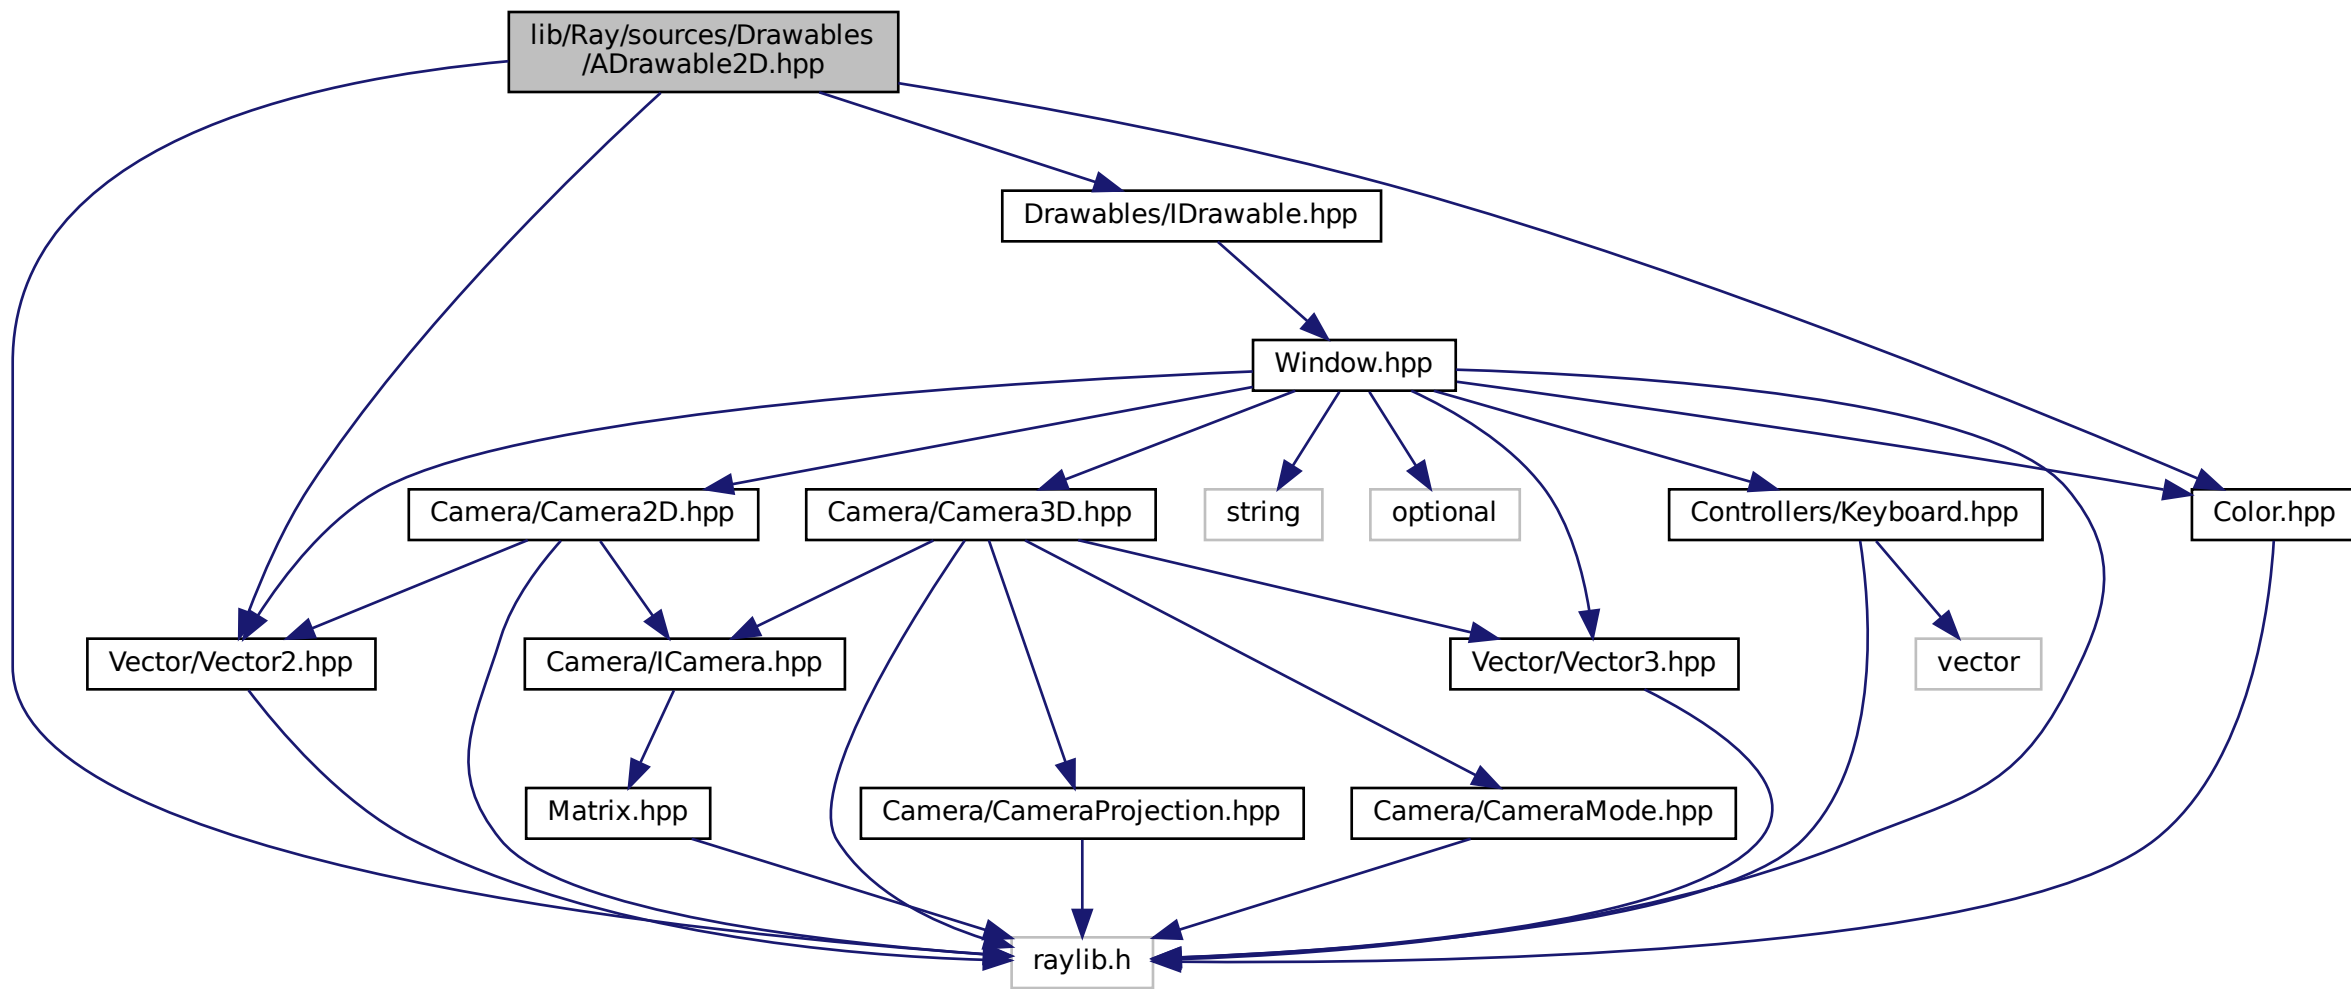 lib/Ray/sources/Drawables
/ADrawable2D.hpp
Drawables/IDrawable.hpp
Window.hpp
Camera/Camera2D.hpp
Camera/Camera3D.hpp
string
optional
Controllers/Keyboard.hpp
Color.hpp
Vector/Vector2.hpp
Camera/ICamera.hpp
Vector/Vector3.hpp
vector
Matrix.hpp
Camera/CameraProjection.hpp
Camera/CameraMode.hpp
raylib.h